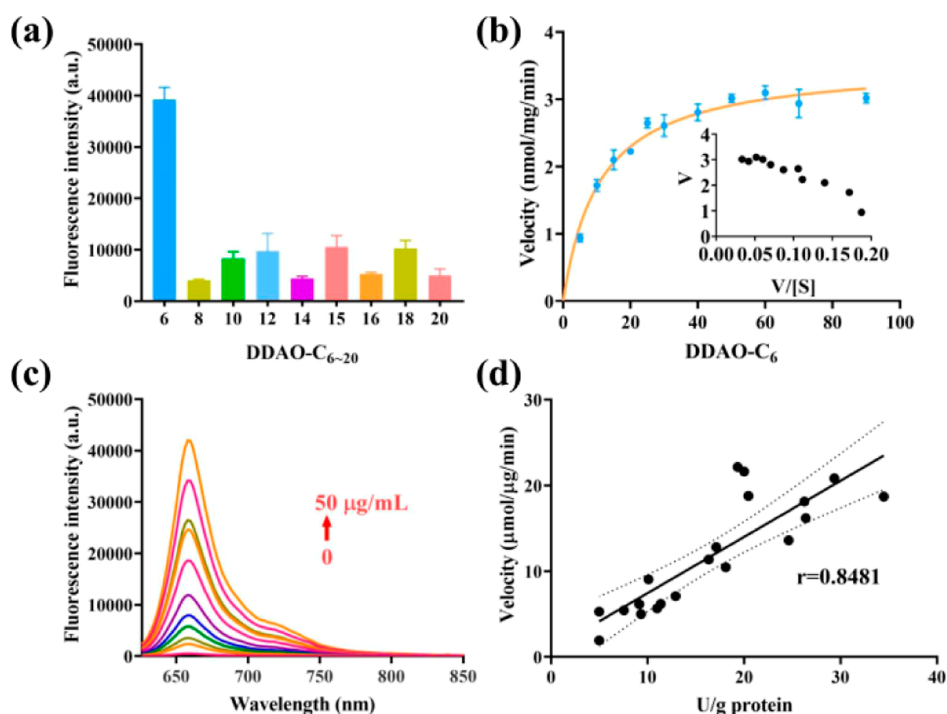 (a)
Fluorescence intensity (a.u.)
50000
40000
30000
20000
10000
0
6 8 10 12 14 15 16 18 20
DDAO-C6~20
(b)
Velocity (nmol/mg/min)
4
3
2
1
0
0 20 40 60 80 100
DDAO-C6
V
4
3
2
1
0
0.00 0.05 0.10 0.15 0.20
V/[S]
(c)
Fluorescence intensity (a.u.)
50000
40000
30000
20000
10000
0
650 700 750 800 850
Wavelength (nm)
50 μg/mL
0
(d)
Velocity (μmol/μg/min)
30
20
10
0
0 10 20 30 40
U/g protein
r=0.8481